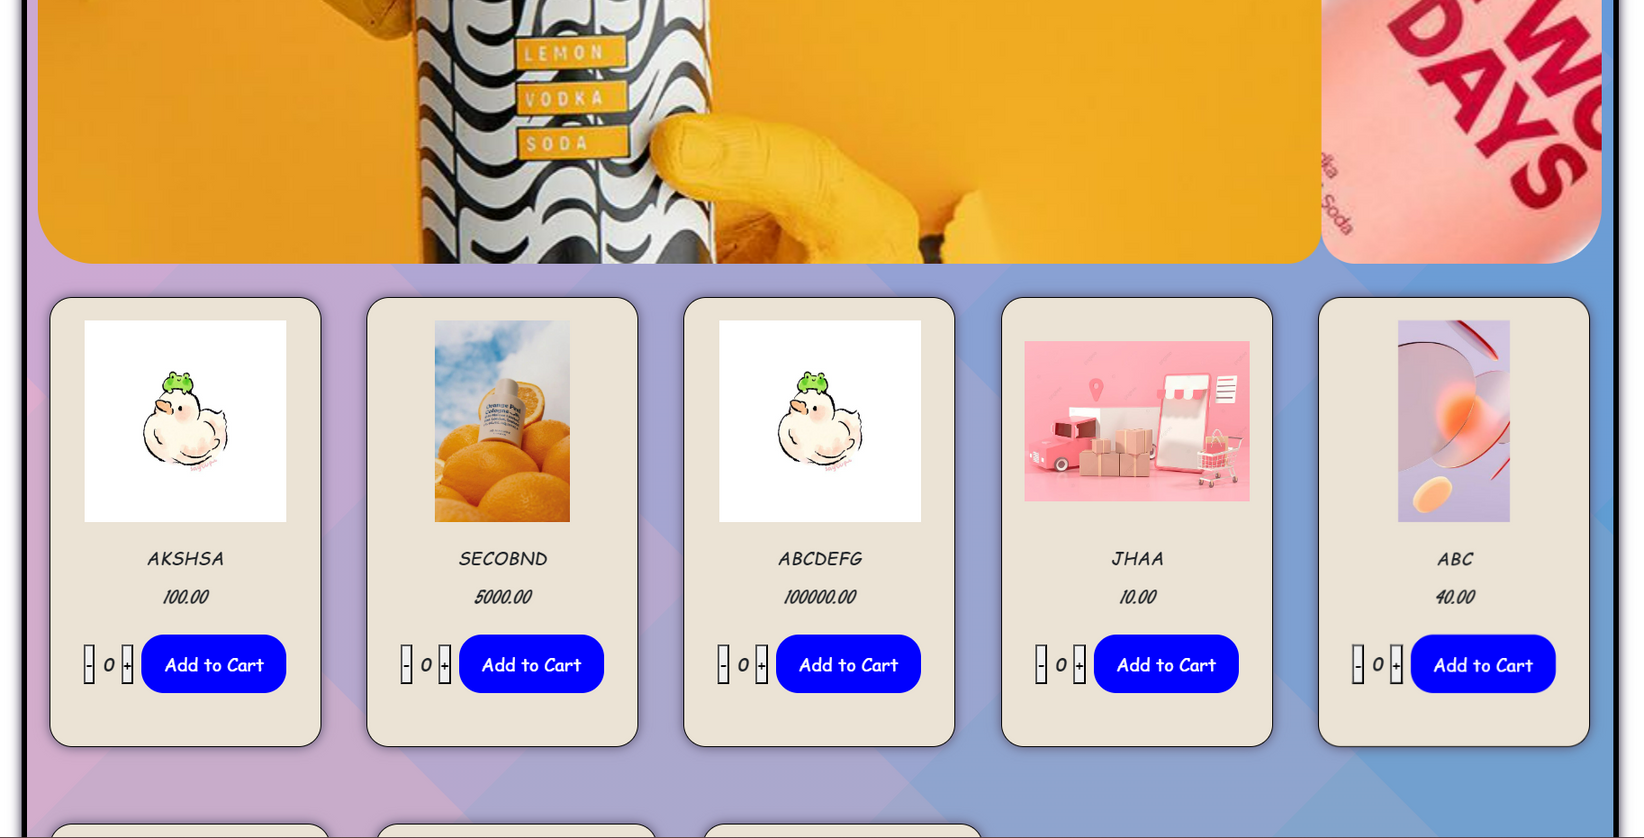 LEMON
VODKA
SODA
DAYS
Soda
AKSHSA
100.00
- 0 + Add to Cart
SECOBND
5000.00
- 0 + Add to Cart
ABCDEFG
100000.00
- 0 + Add to Cart
JHAA
10.00
- 0 + Add to Cart
ABC
40.00
- 0 + Add to Cart